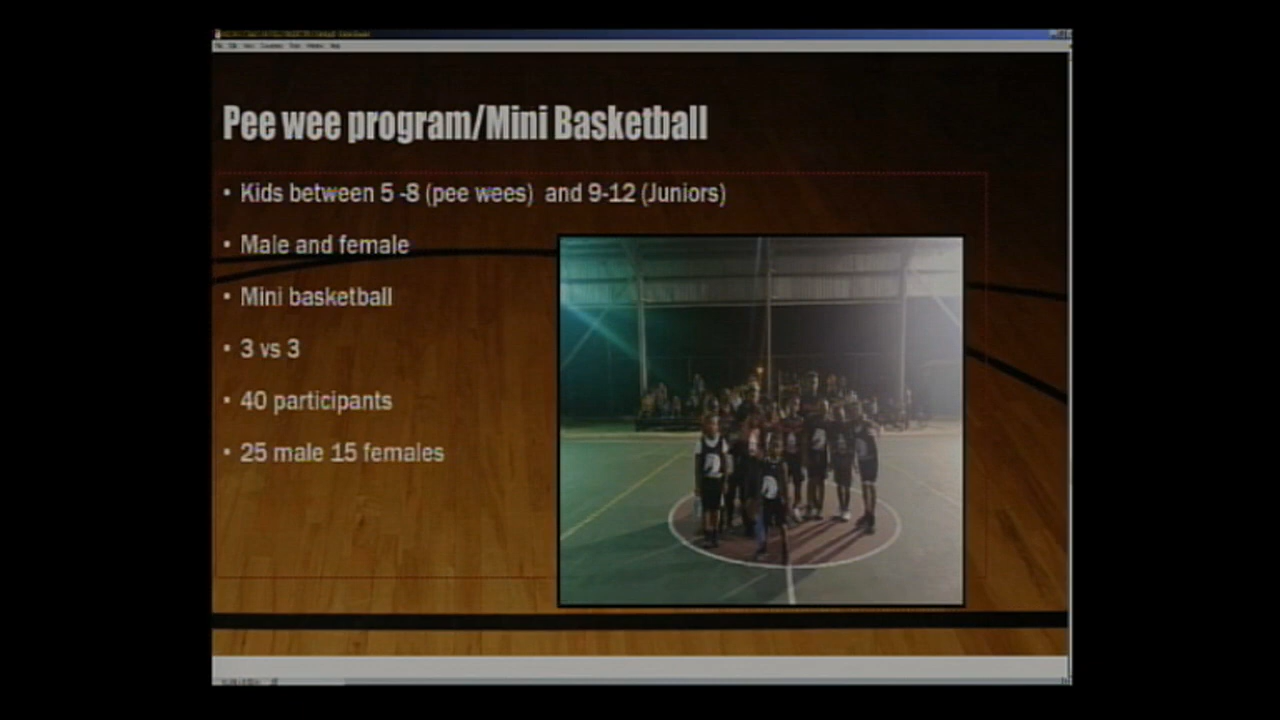 Pee wee program/Mini Basketball
• Kids between 5 -8 (pee wees) and 9-12 (Juniors)
• Male and female
• Mini basketball
• 3 vs 3
• 40 participants
• 25 male 15 females